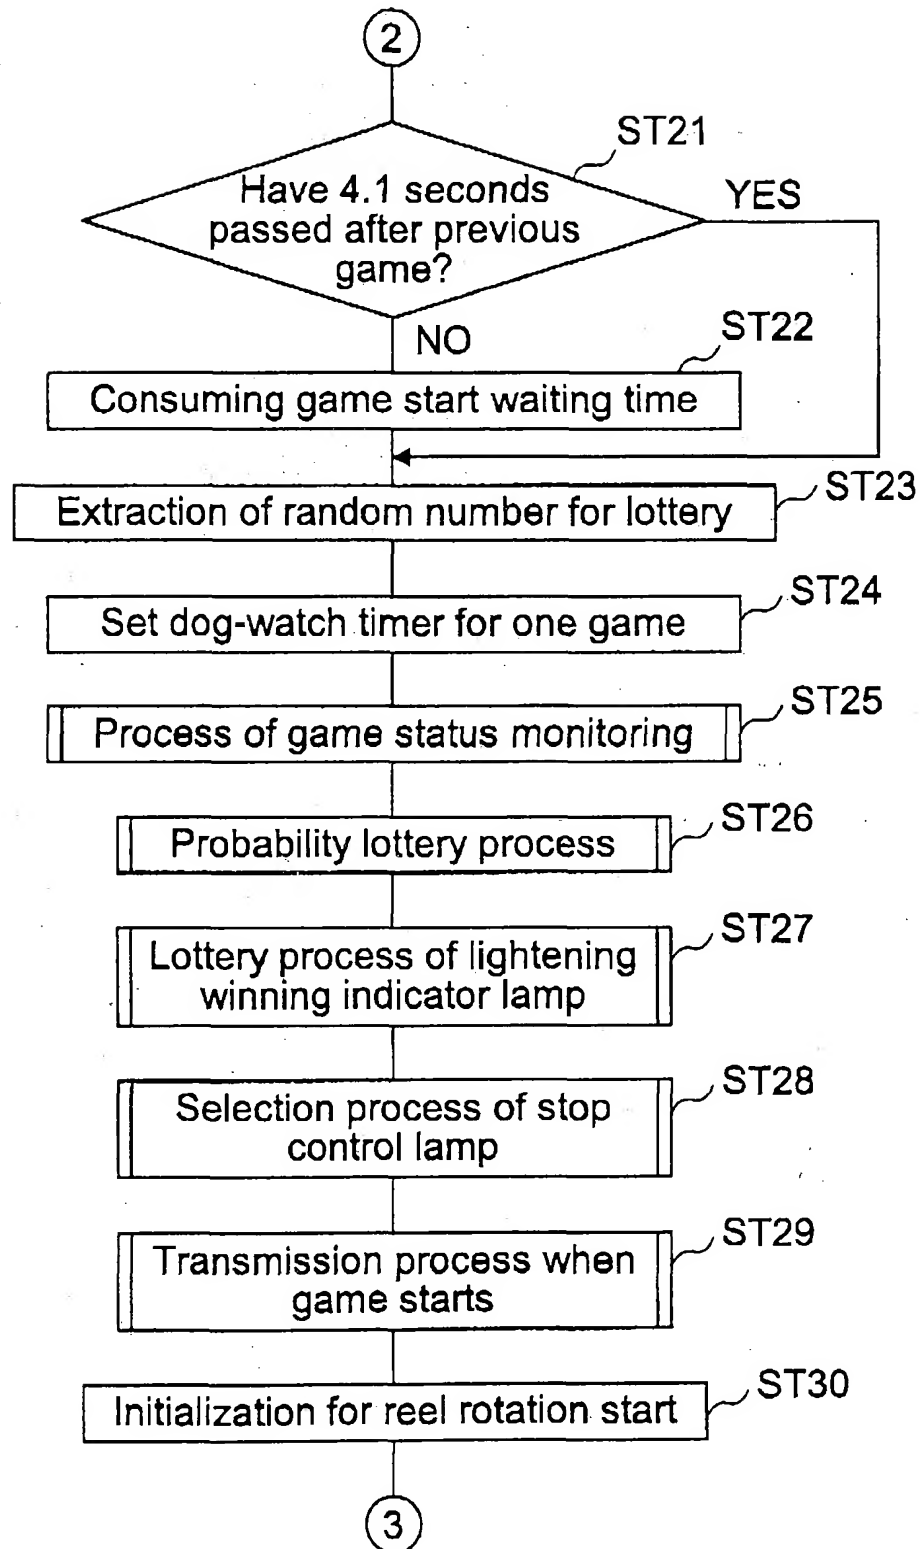 2
ST21
Have 4.1 seconds
passed after previous
game?
YES
NO
ST22
Consuming game start waiting time
ST23
Extraction of random number for lottery
ST24
Set dog-watch timer for one game
ST25
Process of game status monitoring
ST26
Probability lottery process
ST27
Lottery process of lightening
winning indicator lamp
ST28
Selection process of stop
control lamp
ST29
Transmission process when
game starts
ST30
Initialization for reel rotation start
3